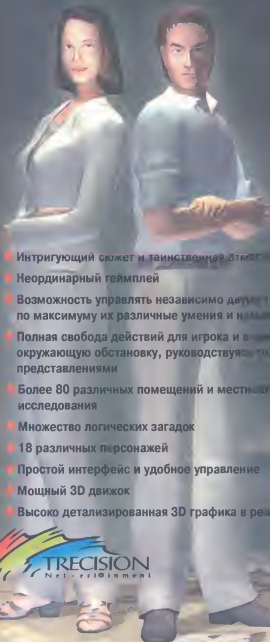 Интригующий сюжет и таинственная
Неординарный геймплей
Возможность управлять независимо
по максимуму их различные умения и
Полная свобода действий для игрока и
окружающую обстановку, руководствуясь
представлениями
Более 80 различных помещений и
исследования
Множество логических загадок
18 различных персонажей
Простой интерфейс и удобное управление
Мощный 3D движок
Высоко детализированная 3D графика в
TRECISION